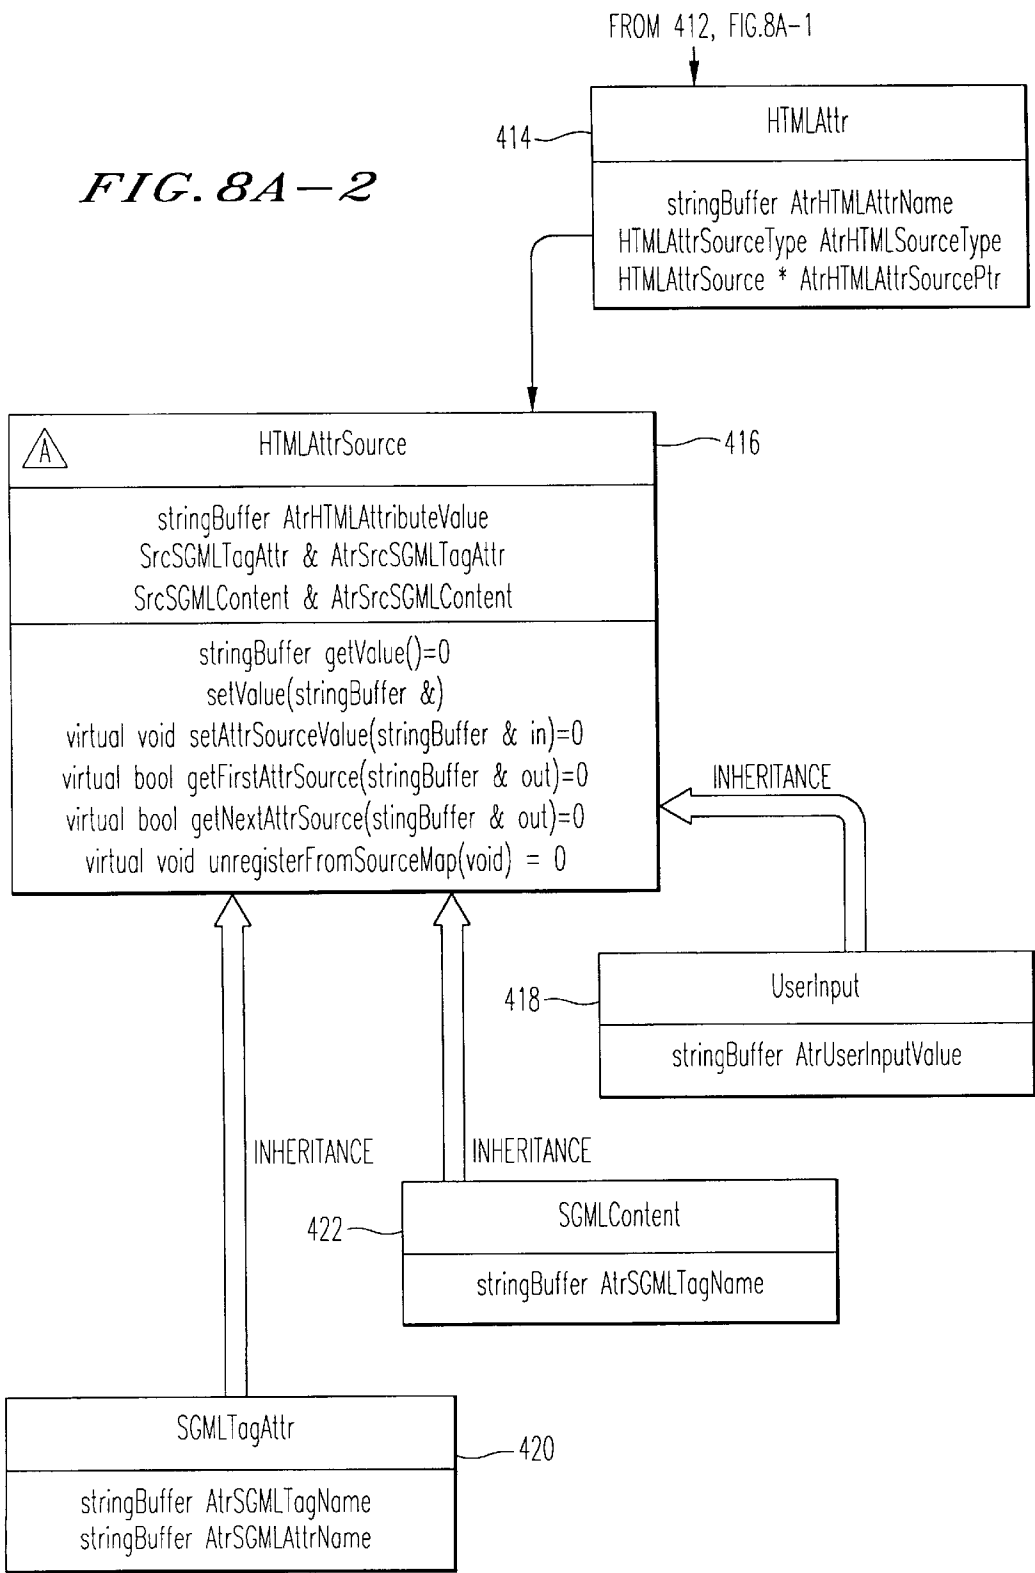 FROM 412, FIG.8A-1
HTMLAttr
414
FIG. 8A-2
stringBuffer AtrHTMLAttrName
HTMLAttrSourceType AtrHTMLSourceType
HTMLAttrSource * AtrHTMLAttrSourcePtr
A
HTMLAttrSource
416
stringBuffer AtrHTMLAttributeValue
SrcSGMLTagAttr & AtrSrcSGMLTagAttr
SrcSGMLContent & AtrSrcSGMLContent
stringBuffer getValue()=0
setValue(stringBuffer &)
virtual void setAttrSourceValue(stringBuffer & in)=0
virtual bool getFirstAttrSource(stringBuffer & out)=0
virtual bool getNextAttrSource(stingBuffer & out)=0
virtual void unregisterFromSourceMap(void) = 0
INHERITANCE
UserInput
418
stringBuffer AtrUserInputValue
INHERITANCE
INHERITANCE
SGMLContent
422
stringBuffer AtrSGMLTagName
SGMLTagAttr
420
stringBuffer AtrSGMLTagName
stringBuffer AtrSGMLAttrName